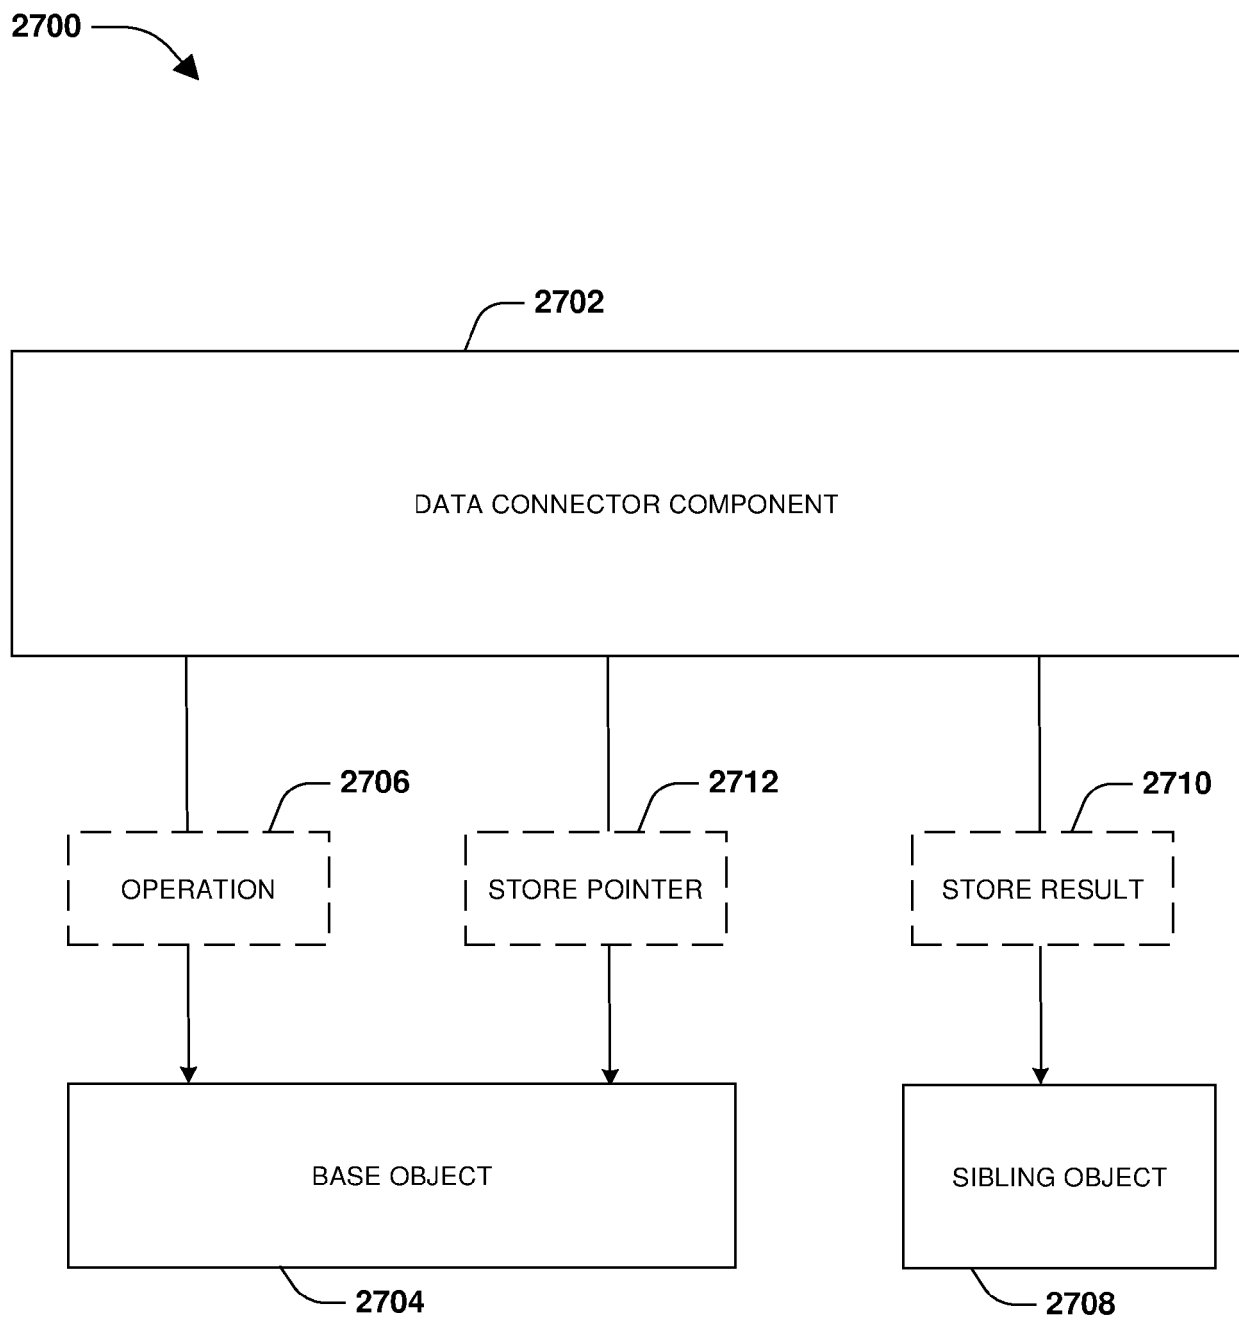 2700
2702
DATA CONNECTOR COMPONENT
2706
2712
2710
OPERATION
STORE POINTER
STORE RESULT
BASE OBJECT
SIBLING OBJECT
2704
2708